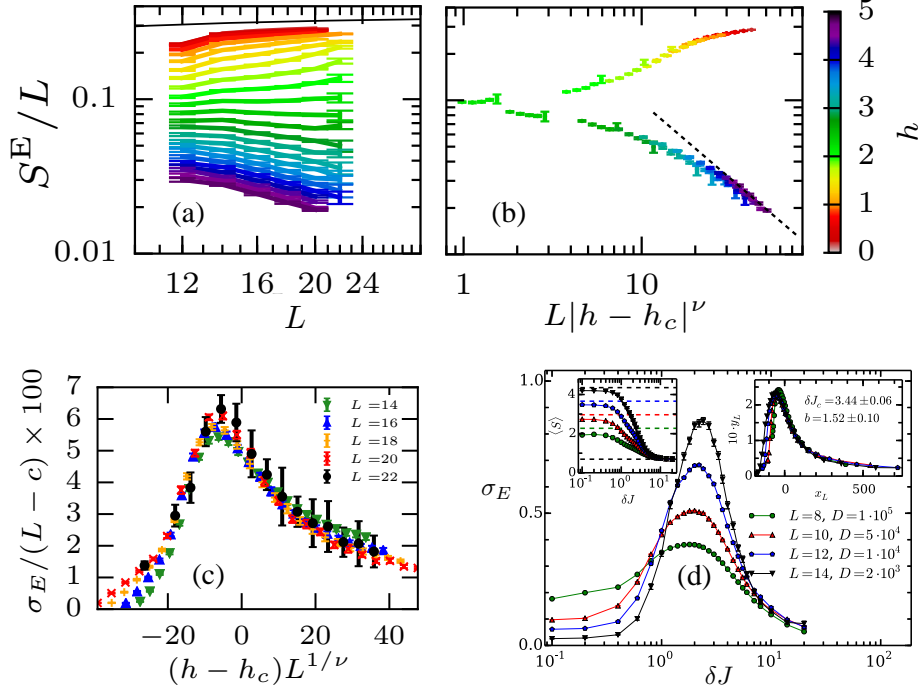 S^E/L
0.1
0.01
(a)
12 16 20 24
L
(b)
1 10
L|h − h_c|^ν
h
5
4
3
2
1
0
σ_E/(L − c) × 100
7
6
5
4
3
2
1
0
L = 14
L = 16
L = 18
L = 20
L = 22
(c)
−20 0 20 40
(h − h_c)L^{1/ν}
σ_E
1.0
0.5
0.0
⟨S⟩
4
2
0
10^{-1} 10^0 10^1
δJ
10·y_L
2
1
0
δJ_c = 3.44 ± 0.06
b = 1.52 ± 0.10
0 500
x_L
L=8, D=1·10^5
L=10, D=5·10^4
L=12, D=1·10^4
L=14, D=2·10^3
(d)
10^{-1} 10^0 10^1 10^2
δJ